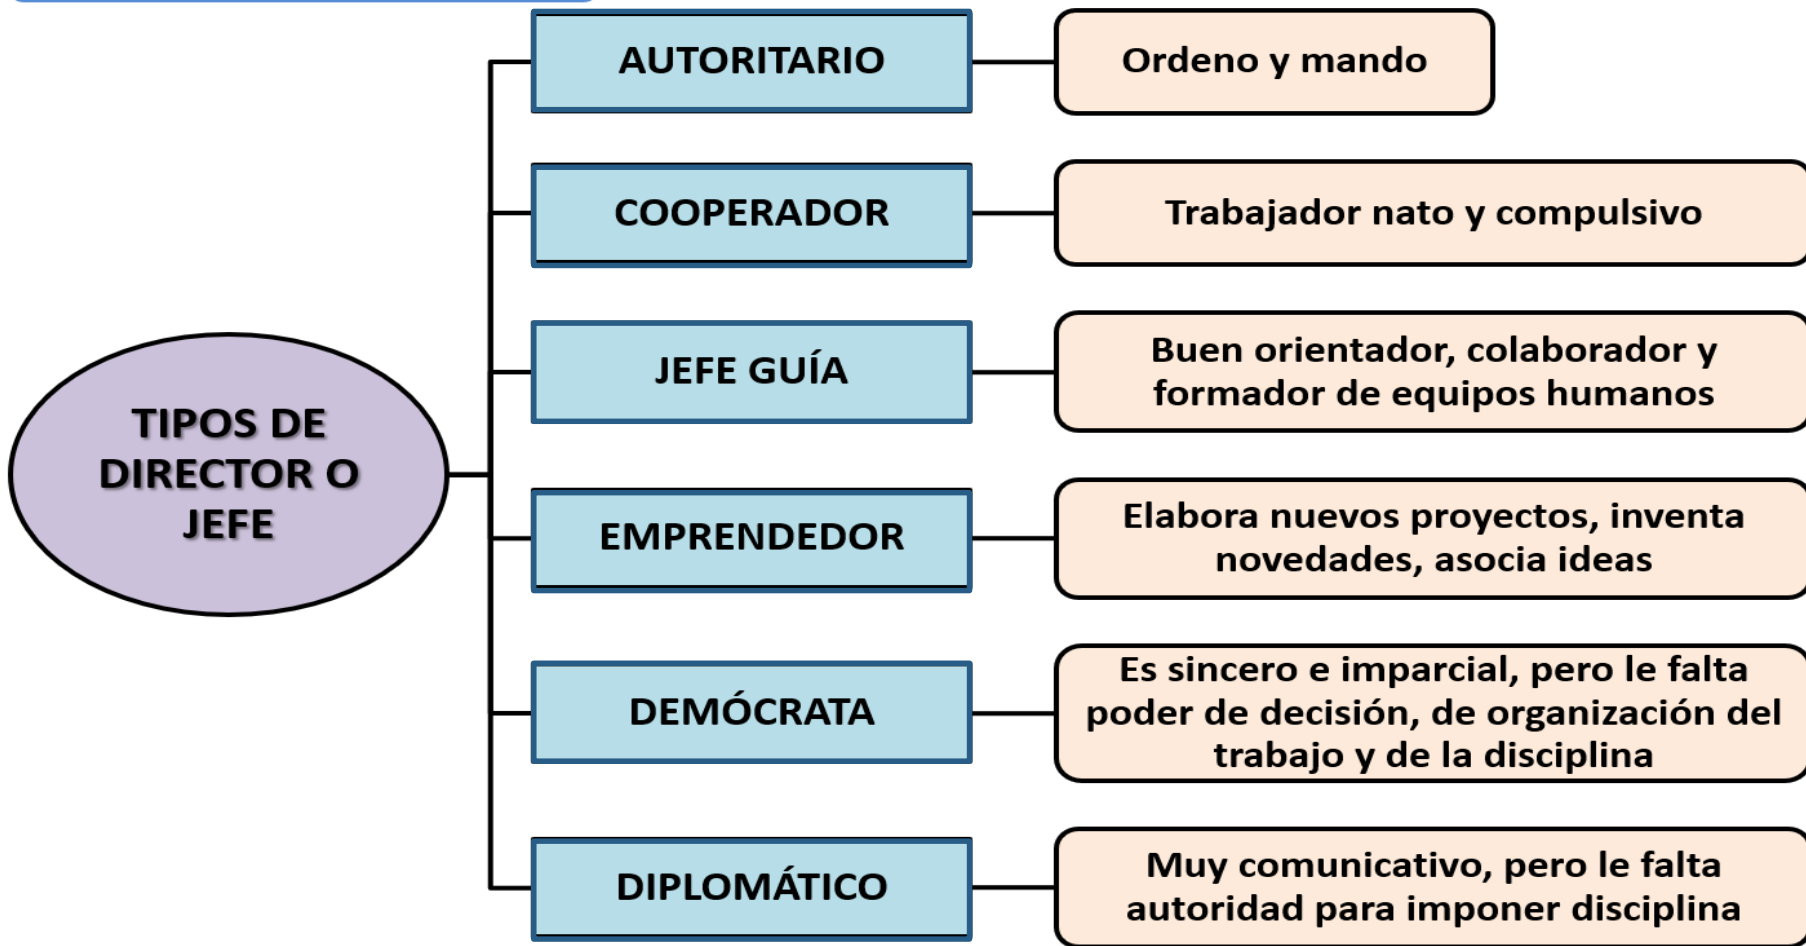 TIPOS DE
DIRECTOR O
JEFE
AUTORITARIO
Ordeno y mando
COOPERADOR
Trabajador nato y compulsivo
JEFE GUÍA
Buen orientador, colaborador y
formador de equipos humanos
EMPRENDEDOR
Elabora nuevos proyectos, inventa
novedades, asocia ideas
DEMÓCRATA
Es sincero e imparcial, pero le falta
poder de decisión, de organización del
trabajo y de la disciplina
DIPLOMÁTICO
Muy comunicativo, pero le falta
autoridad para imponer disciplina